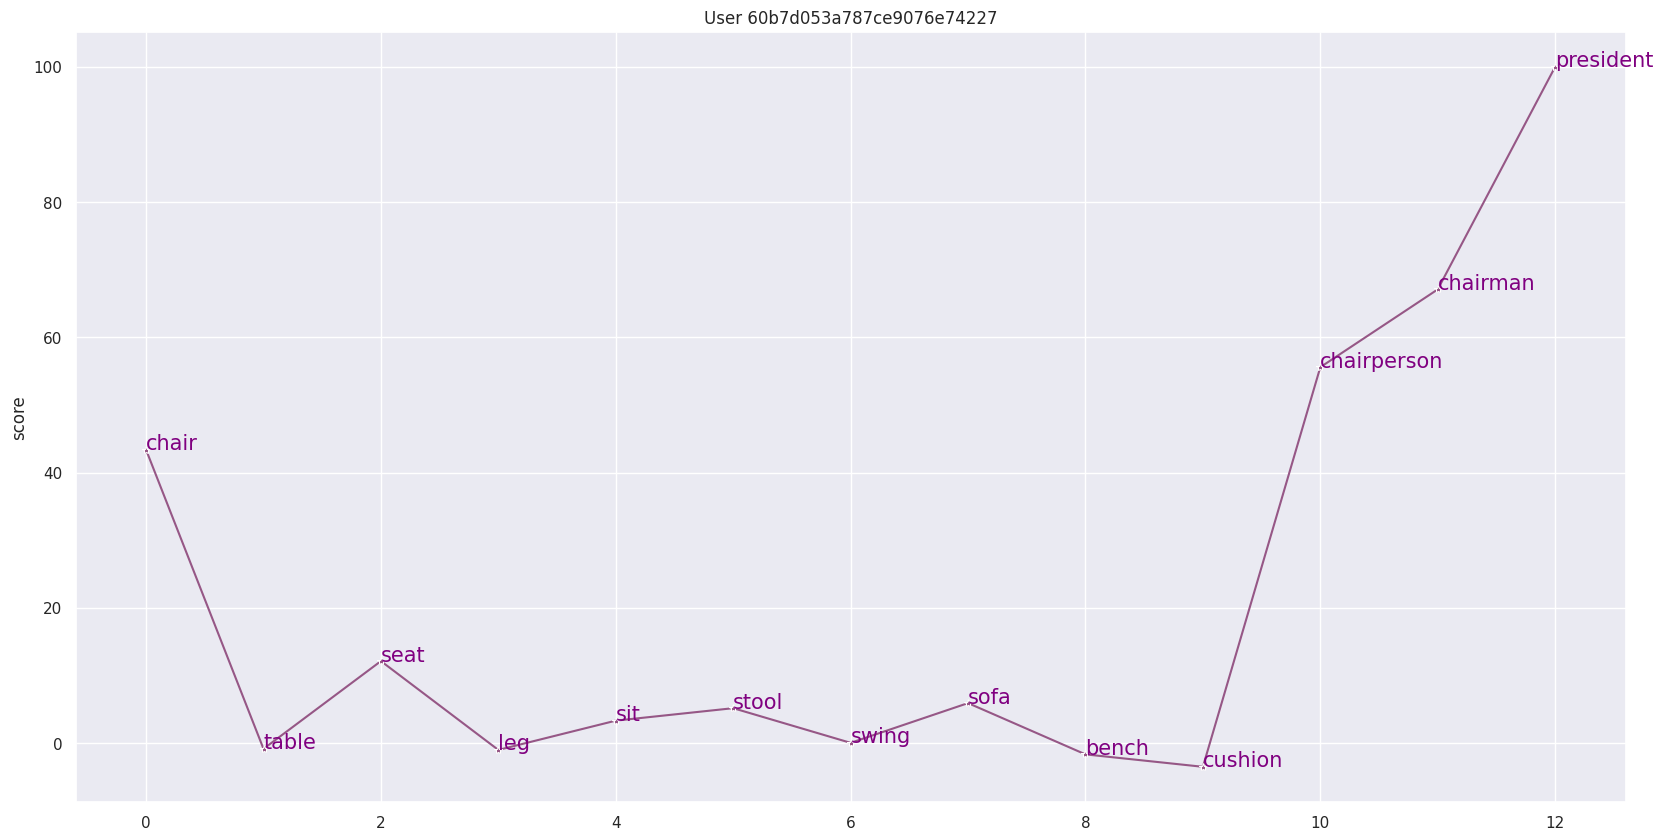 User 60b7d053a787ce9076e74227
100
president
80
chairman
60
chairperson
score
chair
40
20
seat
sofa
stool
sit
swing
leg
table
0
bench
cushion
0 2 4 6 8 10 12